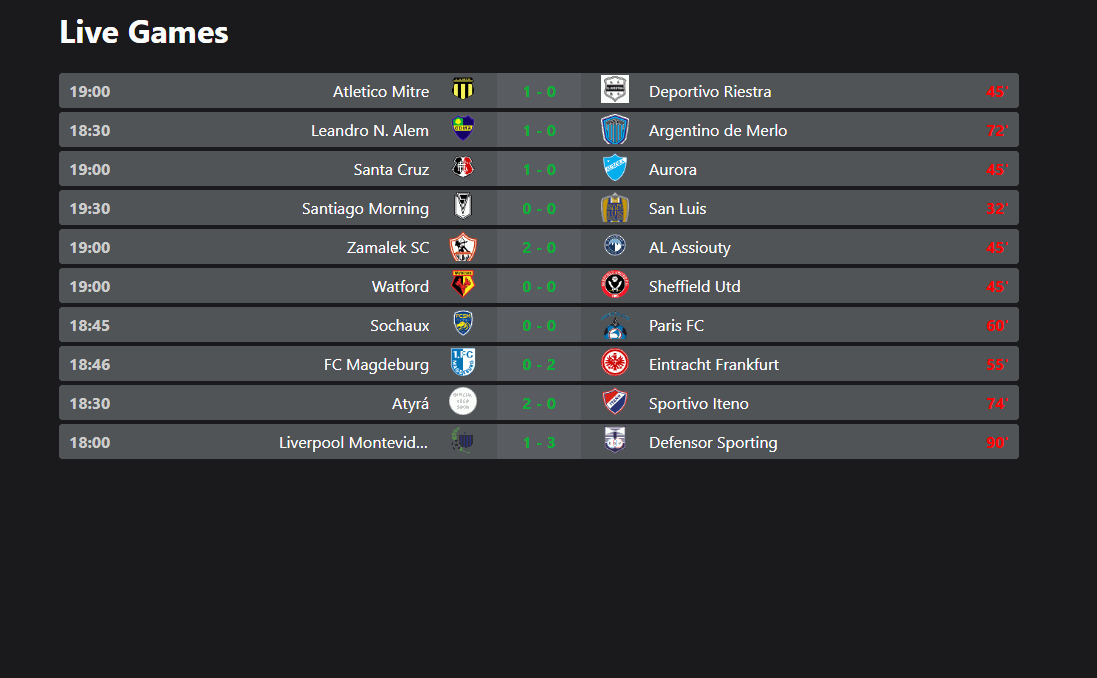 Live Games
19:00 Atletico Mitre 1 - 0 Deportivo Riestra 45'
18:30 Leandro N. Alem 1 - 0 Argentino de Merlo 72'
19:00 Santa Cruz 1 - 0 Aurora 45'
19:30 Santiago Morning 0 - 0 San Luis 32'
19:00 Zamalek SC 2 - 0 AL Assiouty 45'
19:00 Watford 0 - 0 Sheffield Utd 45'
18:45 Sochaux 0 - 0 Paris FC 60'
18:46 FC Magdeburg 0 - 2 Eintracht Frankfurt 55'
18:30 Atyrá 2 - 0 Sportivo Iteno 74'
18:00 Liverpool Montevid... 1 - 3 Defensor Sporting 90'